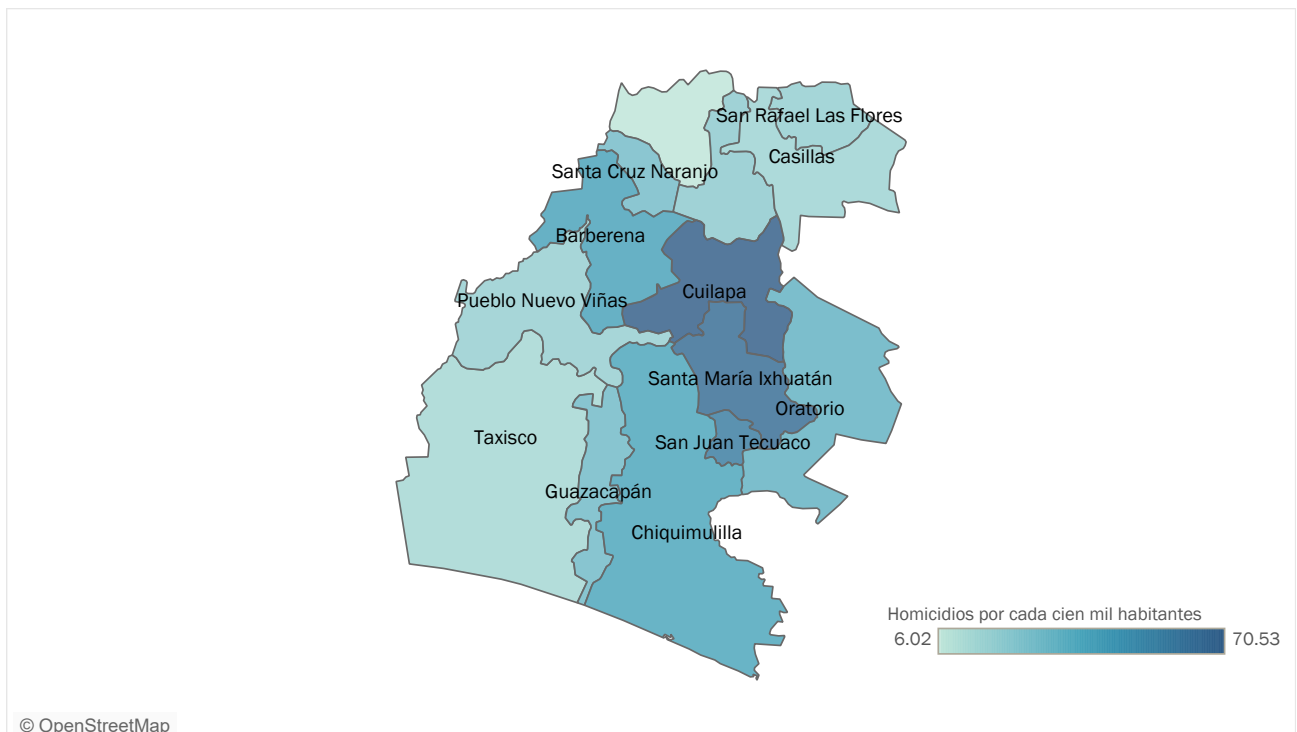 San Rafael Las Flores
Casillas
Santa Cruz Naranjo
Barberena
Cuilapa
Pueblo Nuevo Viñas
Santa María Ixhuatán
Oratorio
Taxisco
San Juan Tecuaco
Guazacapán
Chiquimulilla
Homicidios por cada cien mil habitantes
6.02 70.53
© OpenStreetMap